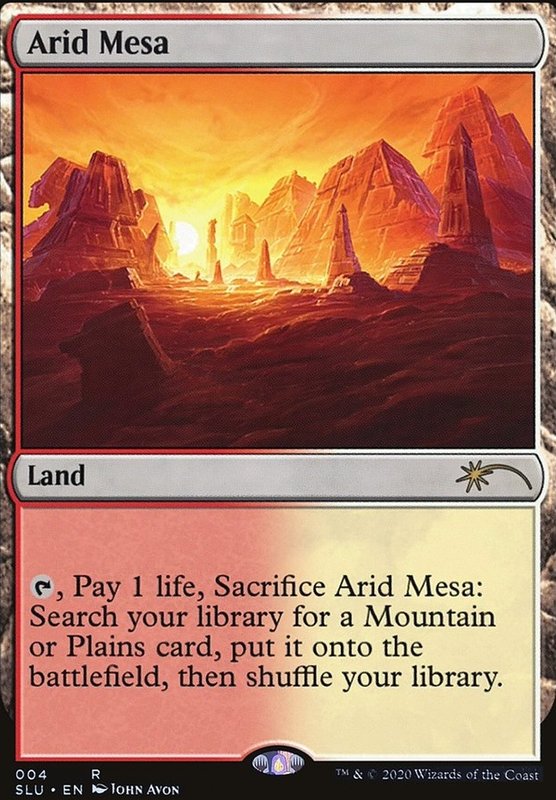 Arid Mesa
Land
, Pay 1 life, Sacrifice Arid Mesa:
Search your library for a Mountain
or Plains card, put it onto the
battlefield, then shuffle your library.
004 R
SLU • EN John Avon
™ & © 2020 Wizards of the Coast